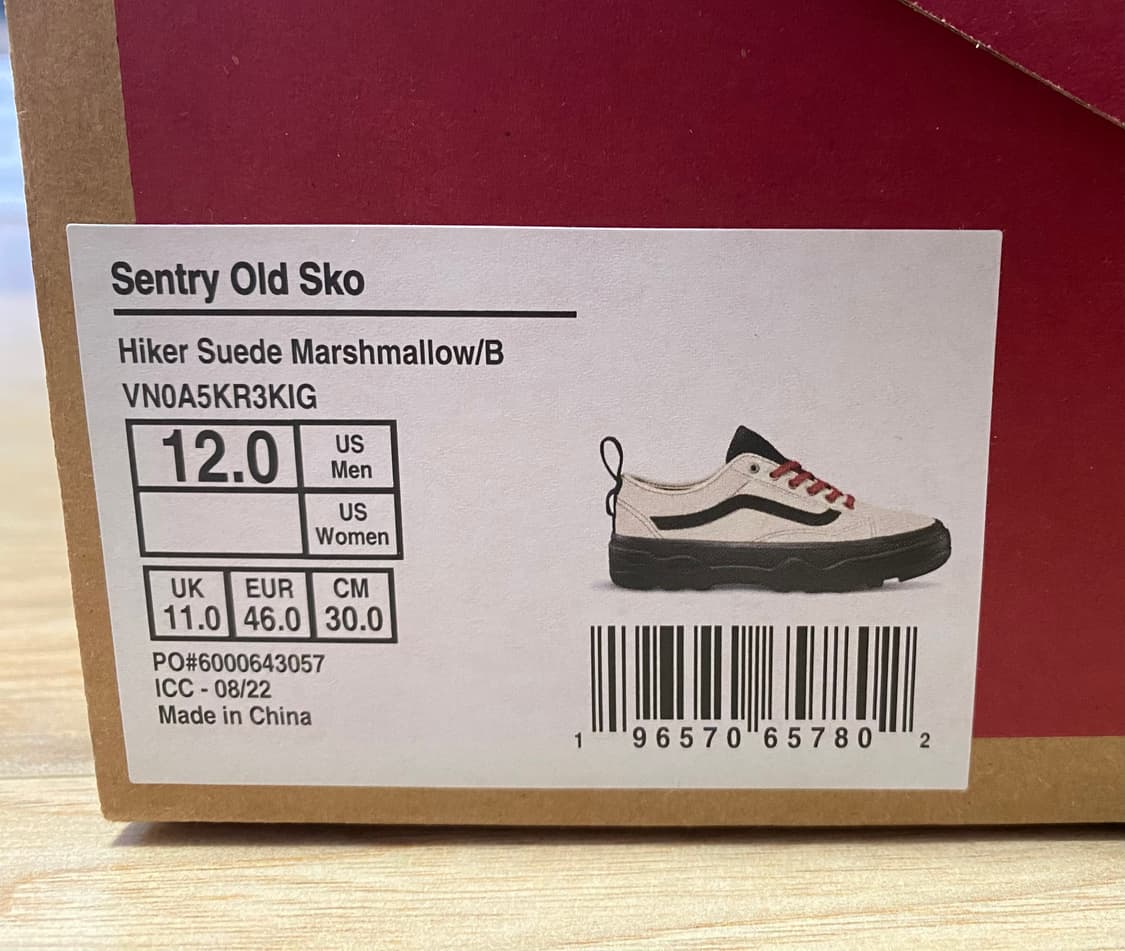 Sentry Old Sko
Hiker Suede Marshmallow/B
VN0A5KR3KIG
12.0 US Men
US Women
UK EUR CM
11.0 46.0 30.0
PO#6000643057
ICC - 08/22
Made in China
1 96570 65780 2